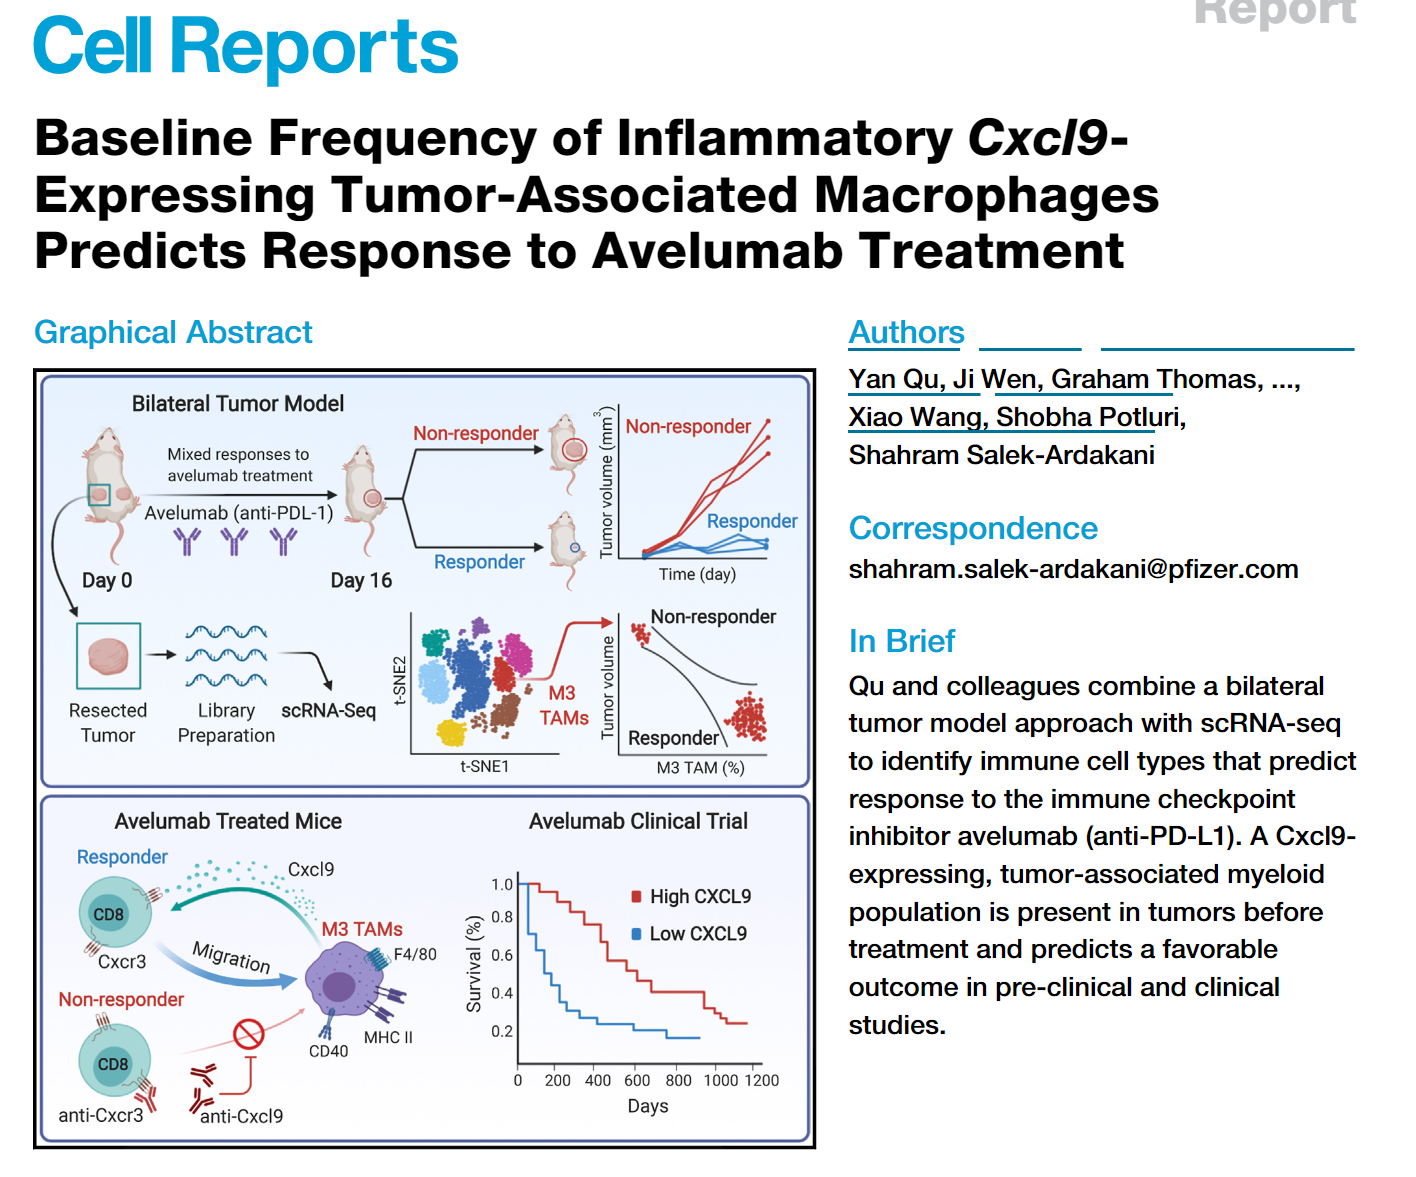 Report
Cell Reports
Baseline Frequency of Inflammatory Cxcl9-
Expressing Tumor-Associated Macrophages
Predicts Response to Avelumab Treatment
Graphical Abstract
Bilateral Tumor Model
Mixed responses to
avelumab treatment
Avelumab (anti-PDL-1)
Day 0
Day 16
Non-responder
Responder
Tumor volume (mm3)
Non-responder
Responder
Time (day)
Resected
Tumor
Library
Preparation
scRNA-Seq
t-SNE2
t-SNE1
M3
TAMs
Tumor volume
Non-responder
Responder
M3 TAM (%)
Avelumab Treated Mice
Responder
Cxcl9
CD8
Cxcr3
Migration
M3 TAMs
F4/80
MHC II
CD40
Non-responder
CD8
anti-Cxcr3
anti-Cxcl9
Avelumab Clinical Trial
Survival (%)
1.0
0.8
0.6
0.4
0.2
High CXCL9
Low CXCL9
0 200 400 600 800 1000 1200
Days
Authors
Yan Qu, Ji Wen, Graham Thomas, ...,
Xiao Wang, Shobha Potluri,
Shahram Salek-Ardakani
Correspondence
shahram.salek-ardakani@pfizer.com
In Brief
Qu and colleagues combine a bilateral
tumor model approach with scRNA-seq
to identify immune cell types that predict
response to the immune checkpoint
inhibitor avelumab (anti-PD-L1). A Cxcl9-
expressing, tumor-associated myeloid
population is present in tumors before
treatment and predicts a favorable
outcome in pre-clinical and clinical
studies.